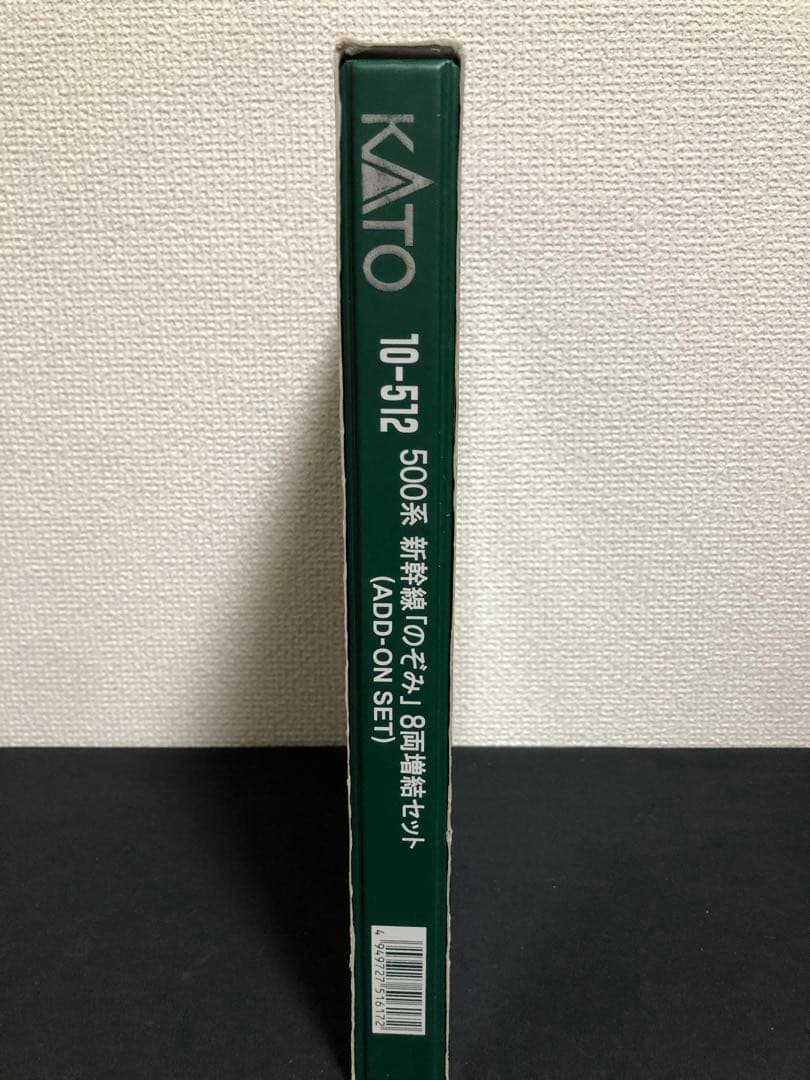 KATO
10-512
500系 新幹線「のぞみ」8両増結セット
(ADD-ON SET)
4 949727 516172